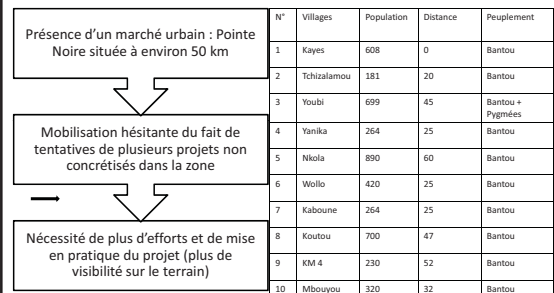 Présence d'un marché urbain : Pointe
Noire située à environ 50 km
Mobilisation hésitante du fait de
tentatives de plusieurs projets non
concrétisés dans la zone
Nécessité de plus d'efforts et de mise
en pratique du projet (plus de
visibilité sur le terrain)
N° Villages Population Distance Peuplement
1 Kayes 608 0 Bantou
2 Tchizalamou 181 20 Bantou
3 Youbi 699 45 Bantou +
Pygmées
4 Yanika 264 25 Bantou
5 Nkola 890 60 Bantou
6 Wollo 420 25 Bantou
7 Kaboune 264 25 Bantou
8 Koutou 700 47 Bantou
9 KM 4 230 52 Bantou
10 Mbouyou 320 32 Bantou